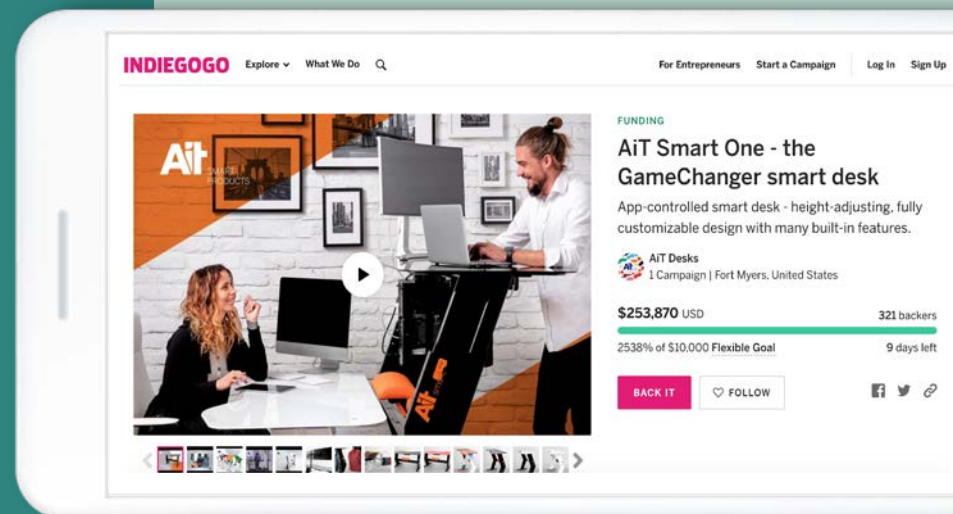 INDIEGOGO Explore What We Do For Entrepreneurs Start a Campaign Log In Sign Up
Ait
SMART
PRODUCTS
Ait
FUNDING
AiT Smart One - the
GameChanger smart desk
App-controlled smart desk - height-adjusting, fully
customizable design with many built-in features.
AiT Desks
1 Campaign | Fort Myers, United States
$253,870 USD 321 backers
2538% of $10,000 Flexible Goal 9 days left
BACK IT FOLLOW